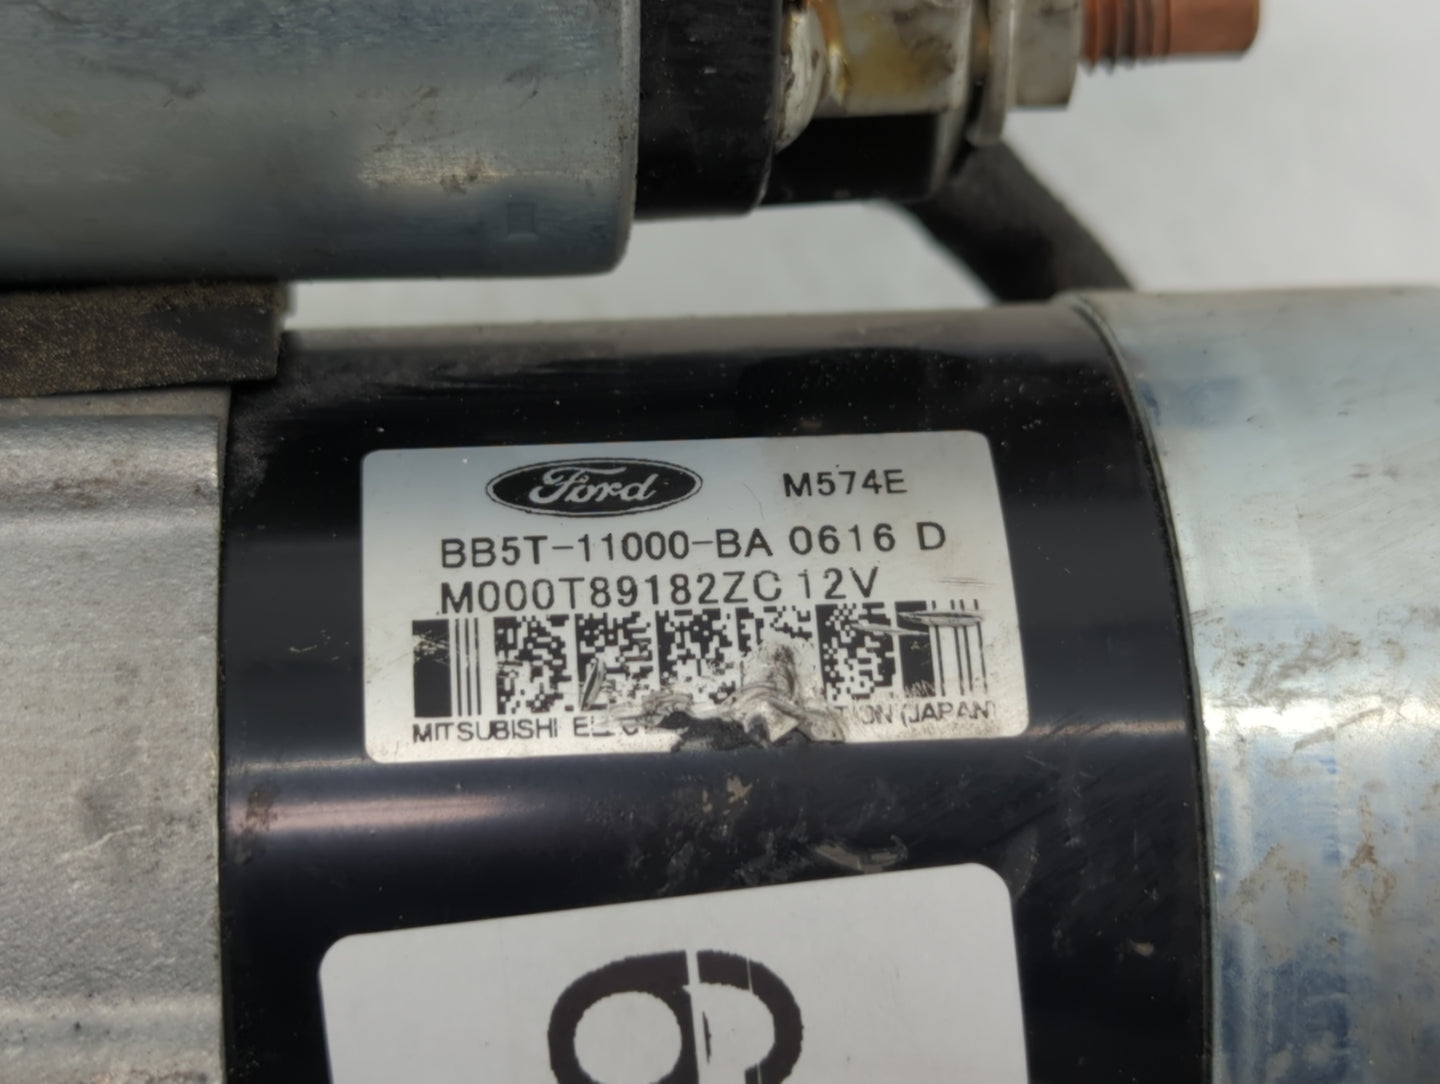 Ford M574E
BB5T-11000-BA 0616 D
M000T89182ZC 12V
MITSUBISHI (JAPAN)